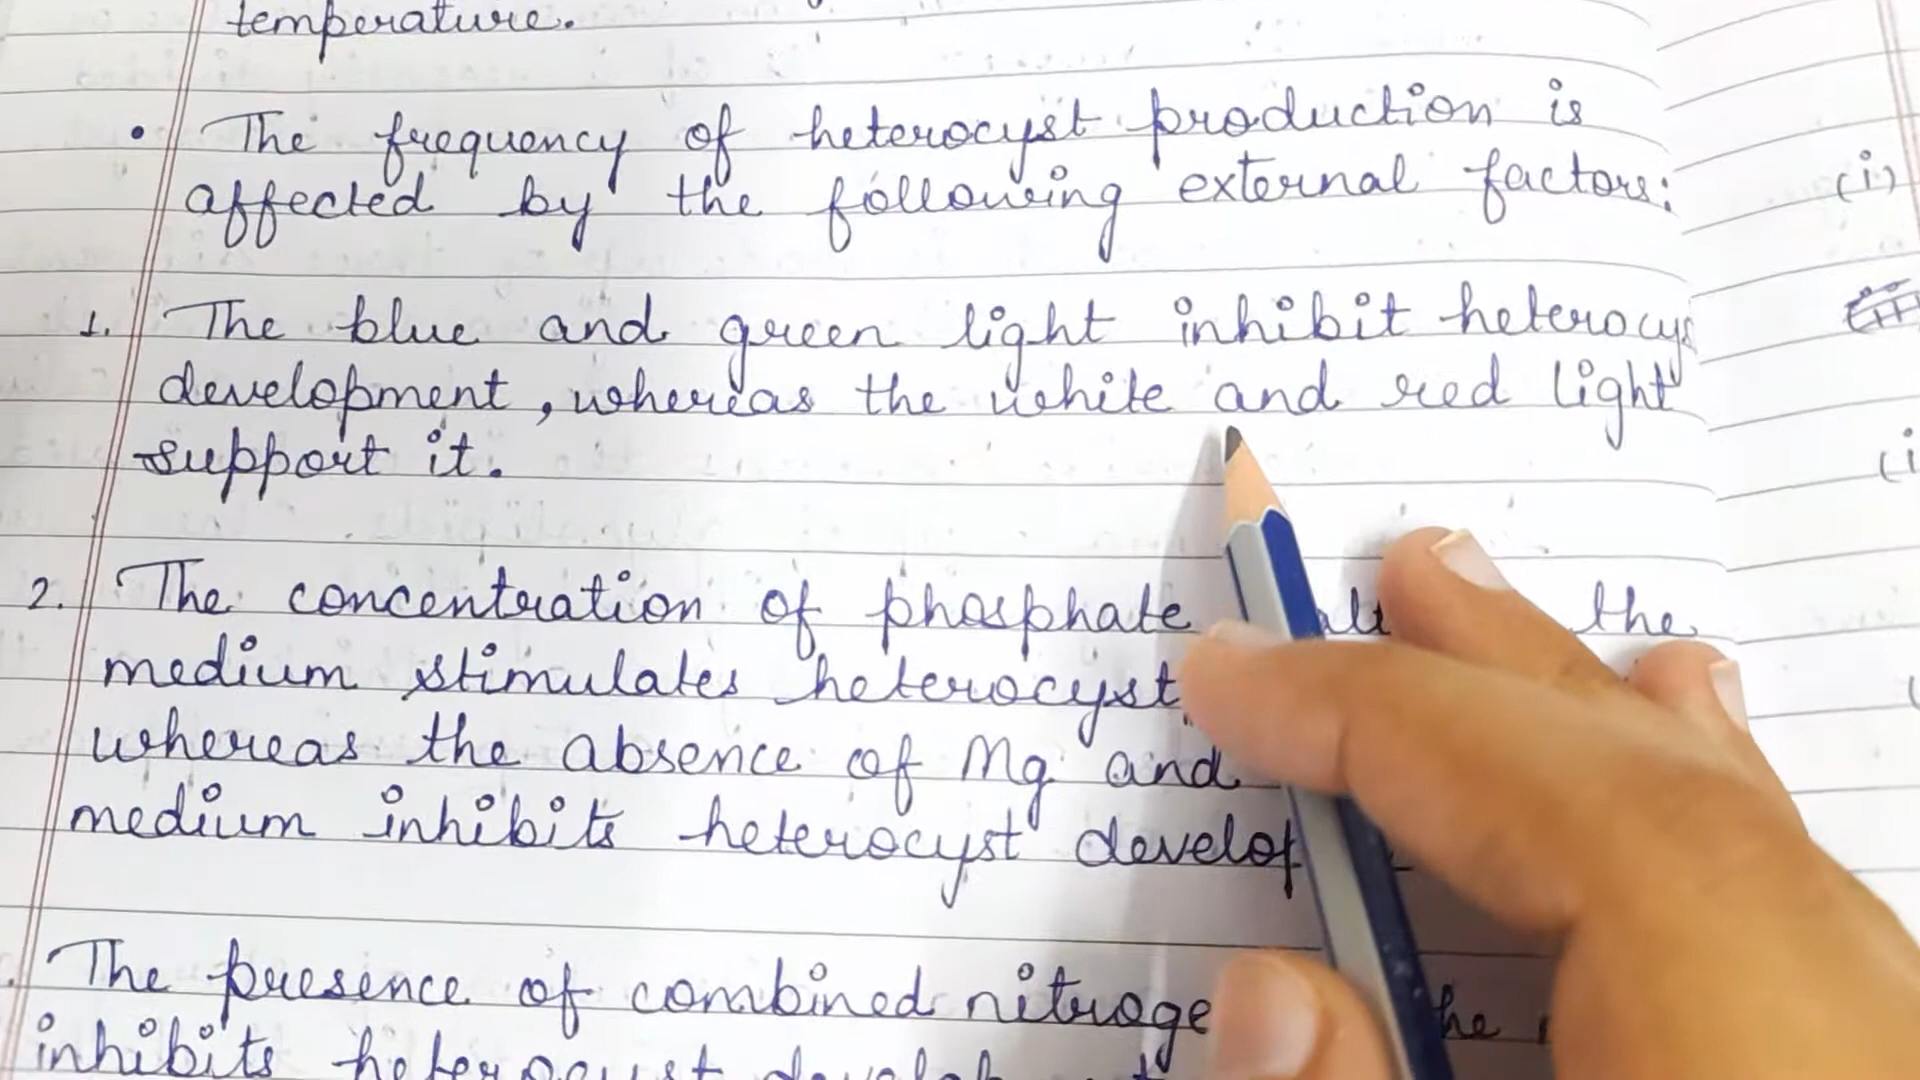 temperature.
• The frequency of heterocyst production is
affected by the following external factors:
(i)
1. The blue and green light inhibit heterocys
development, whereas the white and red light
support it.
(i
2. The concentration of phosphate the
medium stimulates heterocyst
whereas the absence of Mg and
medium inhibits heterocyst develop
The presence of combined nitroge he
inhibits